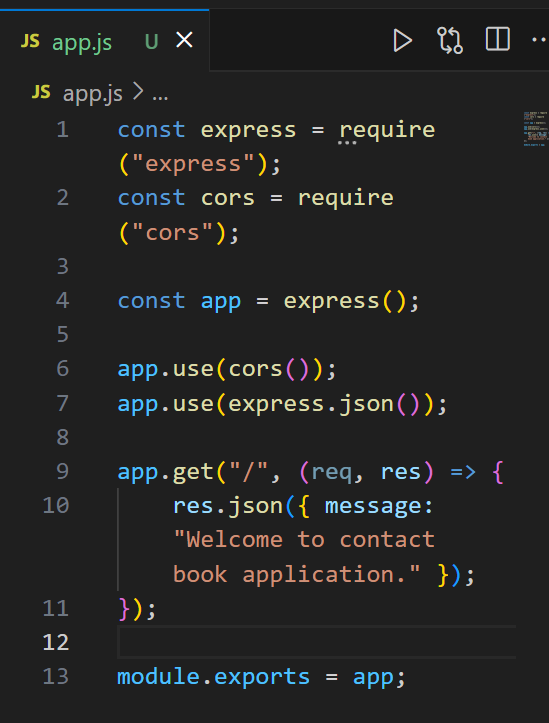 JS app.js U
JS app.js > ...
1 const express = require
("express");
2 const cors = require
("cors");
3
4 const app = express();
5
6 app.use(cors());
7 app.use(express.json());
8
9 app.get("/", (req, res) => {
10 res.json({ message:
"Welcome to contact
book application." });
11 });
12
13 module.exports = app;